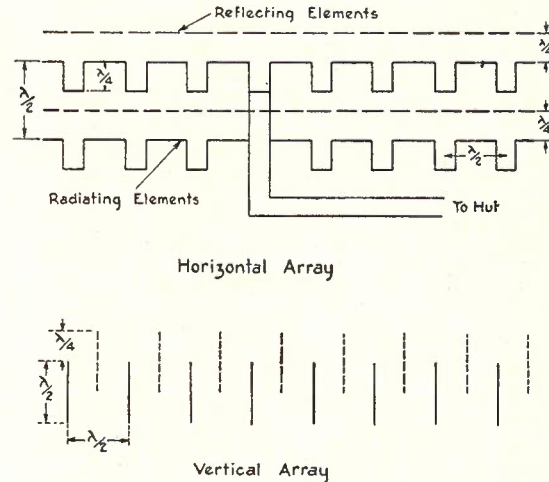 Reflecting Elements
λ/4
λ/4
λ/2
λ/4
λ/2
Radiating Elements
To Hut
Horizontal Array
λ/4
λ/2
λ/2
Vertical Array